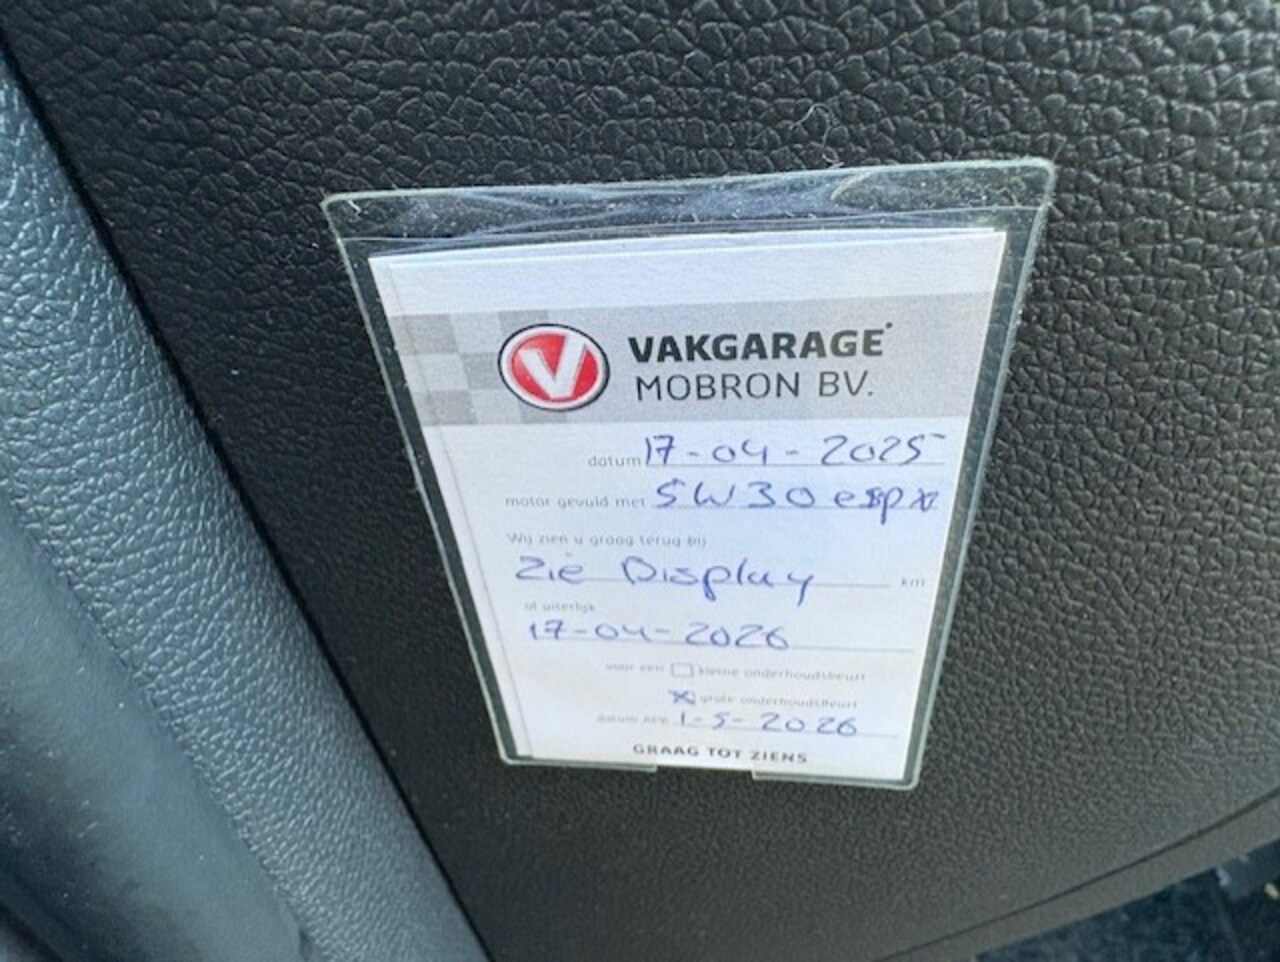 V VAKGARAGE
MOBRON BV.
datum 17-04-2025
motor gevuld met 5W30
Wij zien u graag terug bij
Zie Display km
of uiterlijk
17-04-2026
voor een kleine onderhoudsbeurt
grote onderhoudsbeurt
datum APK 1-5-2026
GRAAG TOT ZIENS